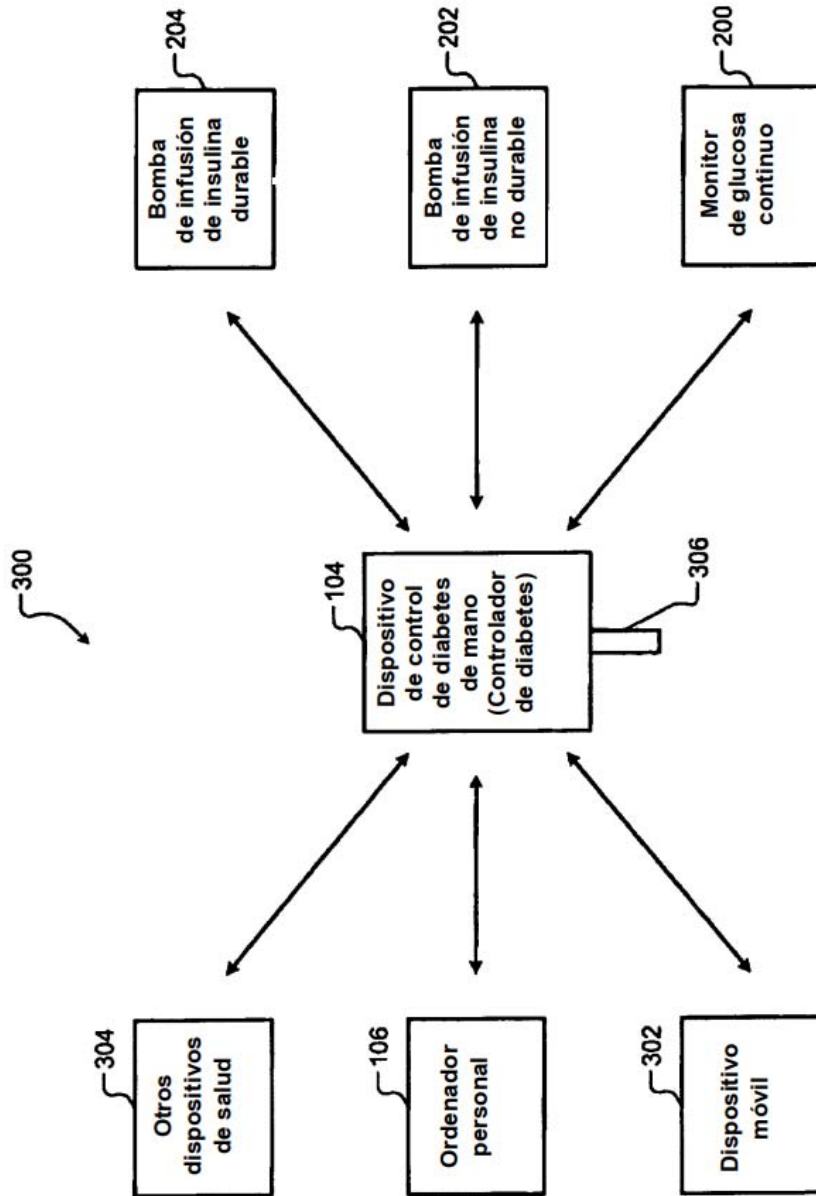 300
304
Otros
dispositivos
de salud
106
Ordenador
personal
302
Dispositivo
móvil
104
Dispositivo
de control
de diabetes
de mano
(Controlador
de diabetes)
306
204
Bomba
de infusión
de insulina
durable
202
Bomba
de infusión
de insulina
no durable
200
Monitor
de glucosa
continuo